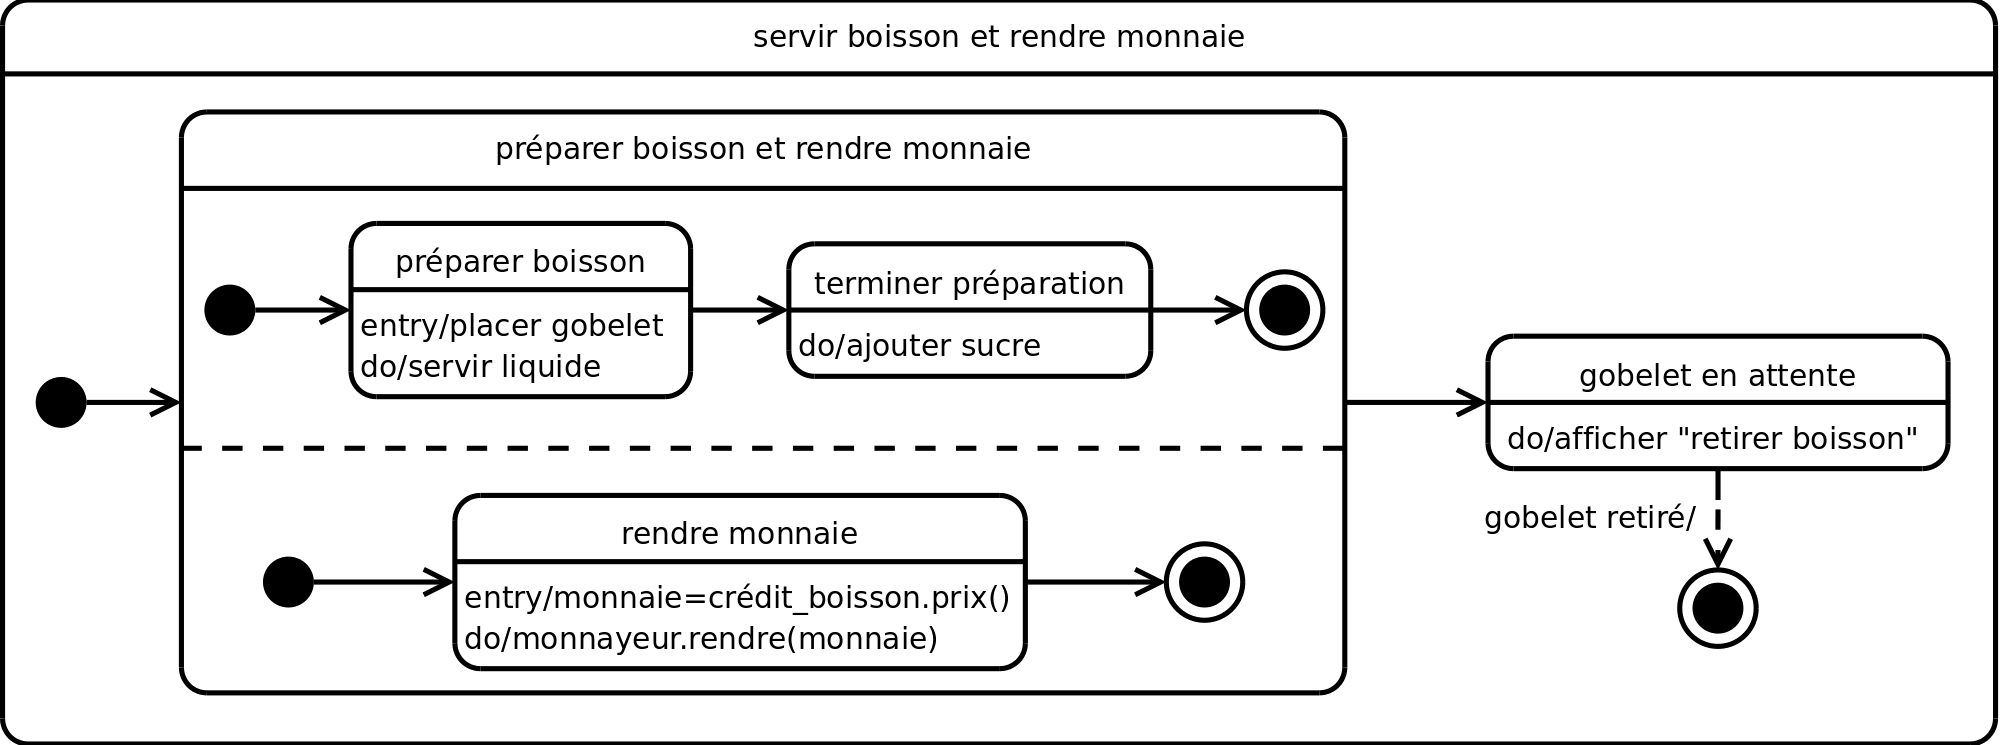 servir boisson et rendre monnaie
préparer boisson et rendre monnaie
préparer boisson
entry/placer gobelet
do/servir liquide
terminer préparation
do/ajouter sucre
rendre monnaie
entry/monnaie=crédit_boisson.prix()
do/monnayeur.rendre(monnaie)
gobelet en attente
do/afficher "retirer boisson"
gobelet retiré/